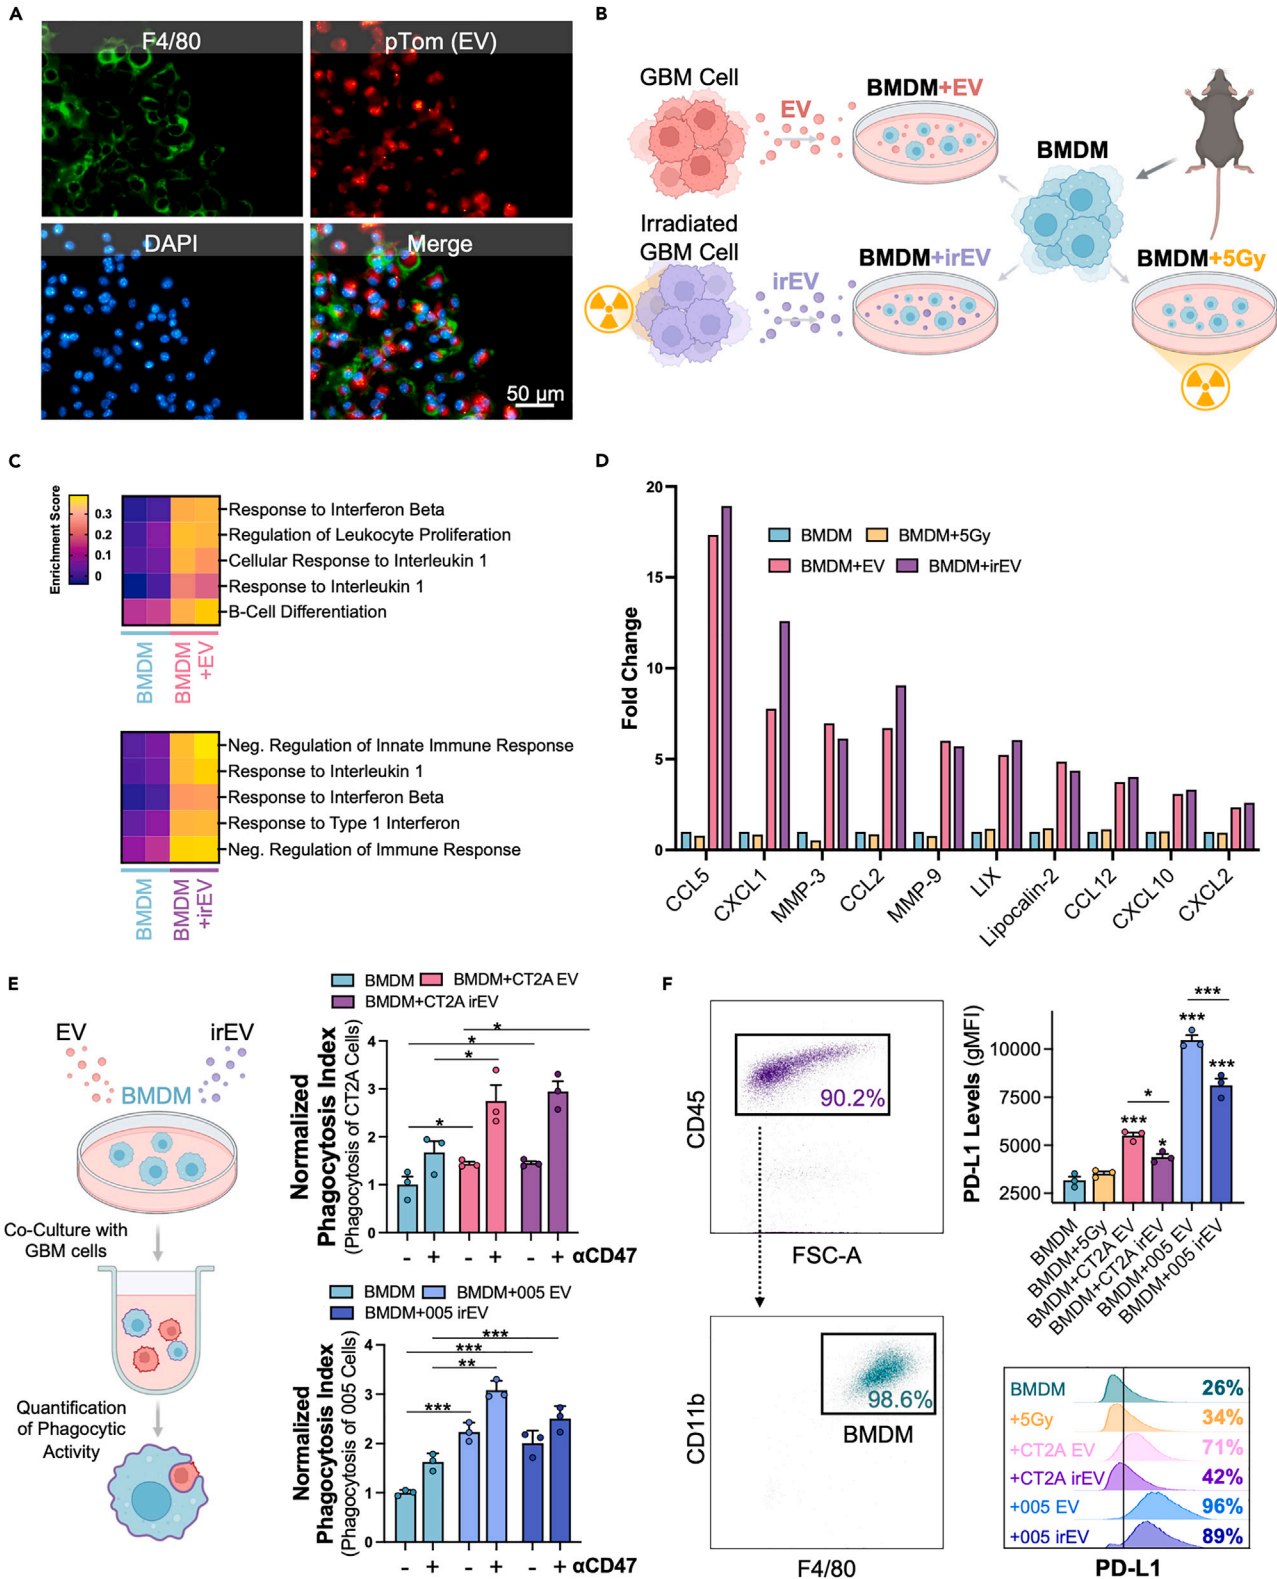 A
F4/80
pTom (EV)
DAPI
Merge
50 µm
B
GBM Cell
EV
BMDM+EV
BMDM
Irradiated
GBM Cell
irEV
BMDM+irEV
BMDM+5Gy
C
Enrichment Score
0.3
0.2
0.1
0
Response to Interferon Beta
Regulation of Leukocyte Proliferation
Cellular Response to Interleukin 1
Response to Interleukin 1
B-Cell Differentiation
BMDM
BMDM
+EV
Neg. Regulation of Innate Immune Response
Response to Interleukin 1
Response to Interferon Beta
Response to Type 1 Interferon
Neg. Regulation of Immune Response
BMDM
BMDM
+irEV
D
Fold Change
20
15
10
5
0
BMDM
BMDM+5Gy
BMDM+EV
BMDM+irEV
CCL5
CXCL1
MMP-3
CCL2
MMP-9
LIX
Lipocalin-2
CCL12
CXCL10
CXCL2
E
EV
irEV
BMDM
Co-Culture with
GBM cells
Quantification
of Phagocytic
Activity
BMDM
BMDM+CT2A EV
BMDM+CT2A irEV
Normalized
Phagocytosis Index
(Phagocytosis of CT2A Cells)
4
3
2
1
0
*
*
*
*
- + - + - + αCD47
BMDM
BMDM+005 EV
BMDM+005 irEV
Normalized
Phagocytosis Index
(Phagocytosis of 005 Cells)
4
3
2
1
0
***
***
**
***
- + - + - + αCD47
F
CD45
90.2%
FSC-A
CD11b
98.6%
BMDM
F4/80
PD-L1 Levels (gMFI)
10000
7500
5000
2500
***
***
***
*
***
*
BMDM
BMDM+5Gy
BMDM+CT2A EV
BMDM+CT2A irEV
BMDM+005 EV
BMDM+005 irEV
BMDM 26%
+5Gy 34%
+CT2A EV 71%
+CT2A irEV 42%
+005 EV 96%
+005 irEV 89%
PD-L1